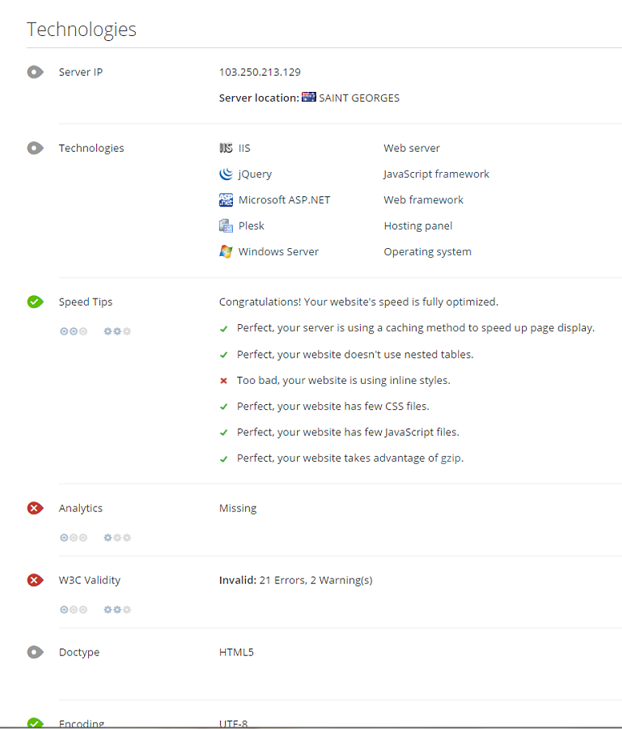 Technologies
Server IP
103.250.213.129
Server location: SAINT GEORGES
Technologies
IIS Web server
jQuery JavaScript framework
Microsoft ASP.NET Web framework
Plesk Hosting panel
Windows Server Operating system
Speed Tips
Congratulations! Your website's speed is fully optimized.
Perfect, your server is using a caching method to speed up page display.
Perfect, your website doesn't use nested tables.
Too bad, your website is using inline styles.
Perfect, your website has few CSS files.
Perfect, your website has few JavaScript files.
Perfect, your website takes advantage of gzip.
Analytics
Missing
W3C Validity
Invalid: 21 Errors, 2 Warning(s)
Doctype
HTML5
Encoding
UTF-8